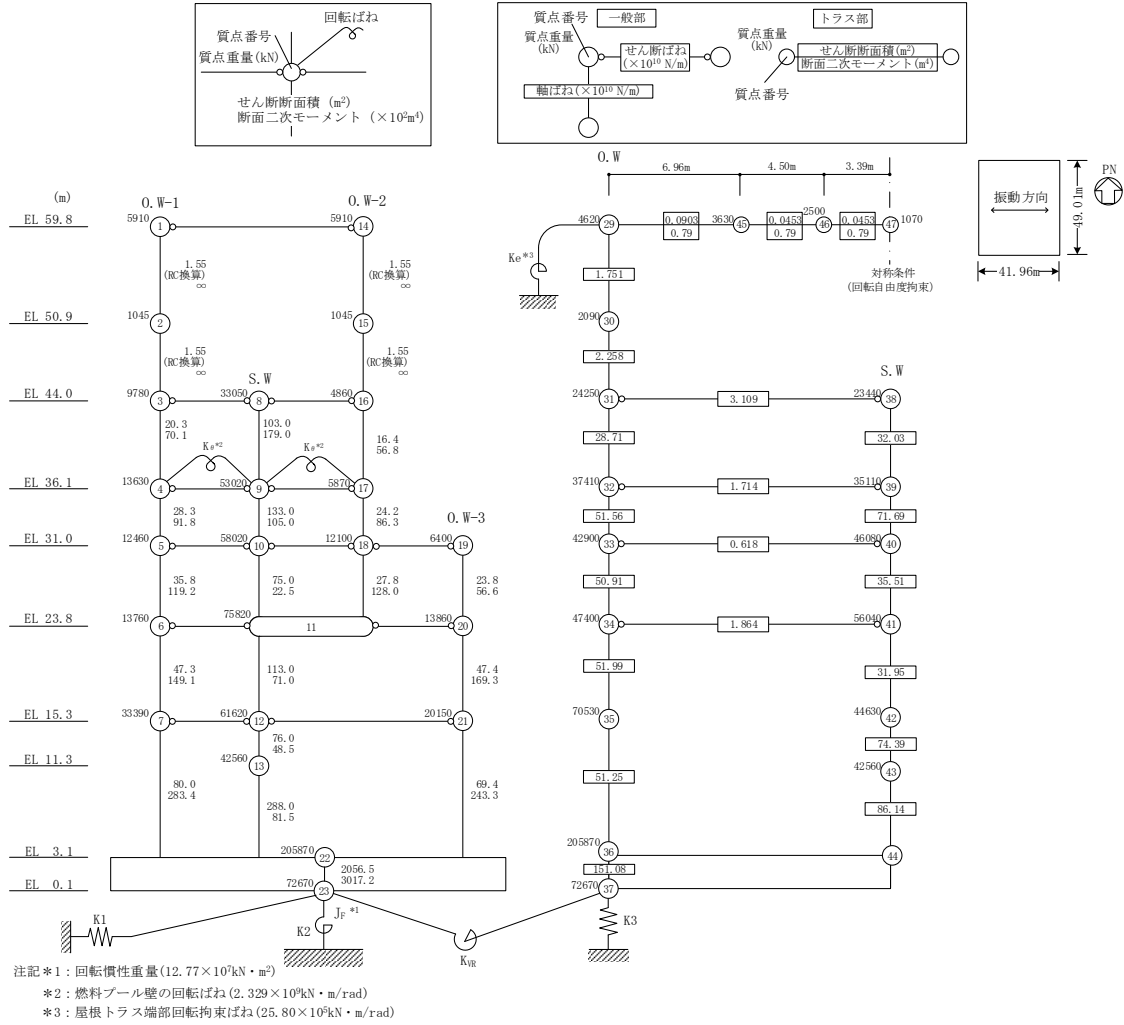 質点番号
回転ばね
質点重量(kN)
せん断断面積 (m²)
断面二次モーメント (×10²m⁴)
質点番号 一般部
質点重量
(kN)
せん断ばね
(×10¹⁰ N/m)
軸ばね(×10¹⁰ N/m)
トラス部
質点重量
(kN)
せん断断面積(m²)
断面二次モーメント(m⁴)
質点番号
(m)
EL 59.8
EL 50.9
EL 44.0
EL 36.1
EL 31.0
EL 23.8
EL 15.3
EL 11.3
EL 3.1
EL 0.1
O.W-1 O.W-2
5910 1 5910 14
1.55 1.55
(RC換算) (RC換算)
∞ ∞
1045 2 1045 15
1.55 1.55
(RC換算) (RC換算)
∞ ∞
S.W
9780 3 33050 8 4860 16
20.3 103.0 16.4
70.1 179.0 56.8
Kθ*² Kθ*²
13630 4 53020 9 5870 17
28.3 133.0 24.2
91.8 105.0 86.3
O.W-3
12460 5 58020 10 12100 18 6400 19
35.8 75.0 27.8 23.8
119.2 22.5 128.0 56.6
13760 6 75820 11 13860 20
47.3 113.0 47.4
149.1 71.0 169.3
33390 7 61620 12 20150 21
76.0
48.5
42560 13
80.0 288.0 69.4
283.4 81.5 243.3
205870 22
2056.5
3017.2
72670 23
K1
K2
J_F *¹
K_VR
K3
O.W
6.96m 4.50m 3.39m
4620 29 0.0903 3630 45 0.0453 2500 46 0.0453 1070 47
0.79 0.79 0.79
Ke*³
対称条件
(回転自由度拘束)
1.751
2090 30
2.258
S.W
24250 31 3.109 23440 38
28.71 32.03
37410 32 1.714 35110 39
51.56 71.69
42900 33 0.618 46080 40
50.91 35.51
47400 34 1.864 56040 41
51.99 31.95
70530 35 44630 42
74.39
42560 43
51.25 86.14
205870 36 44
151.08
72670 37
振動方向
49.01m
41.96m
PN
注記*1：回転慣性重量(12.77×10⁷kN・m²)
*2：燃料プール壁の回転ばね(2.329×10⁹kN・m/rad)
*3：屋根トラス端部回転拘束ばね(25.80×10⁵kN・m/rad)